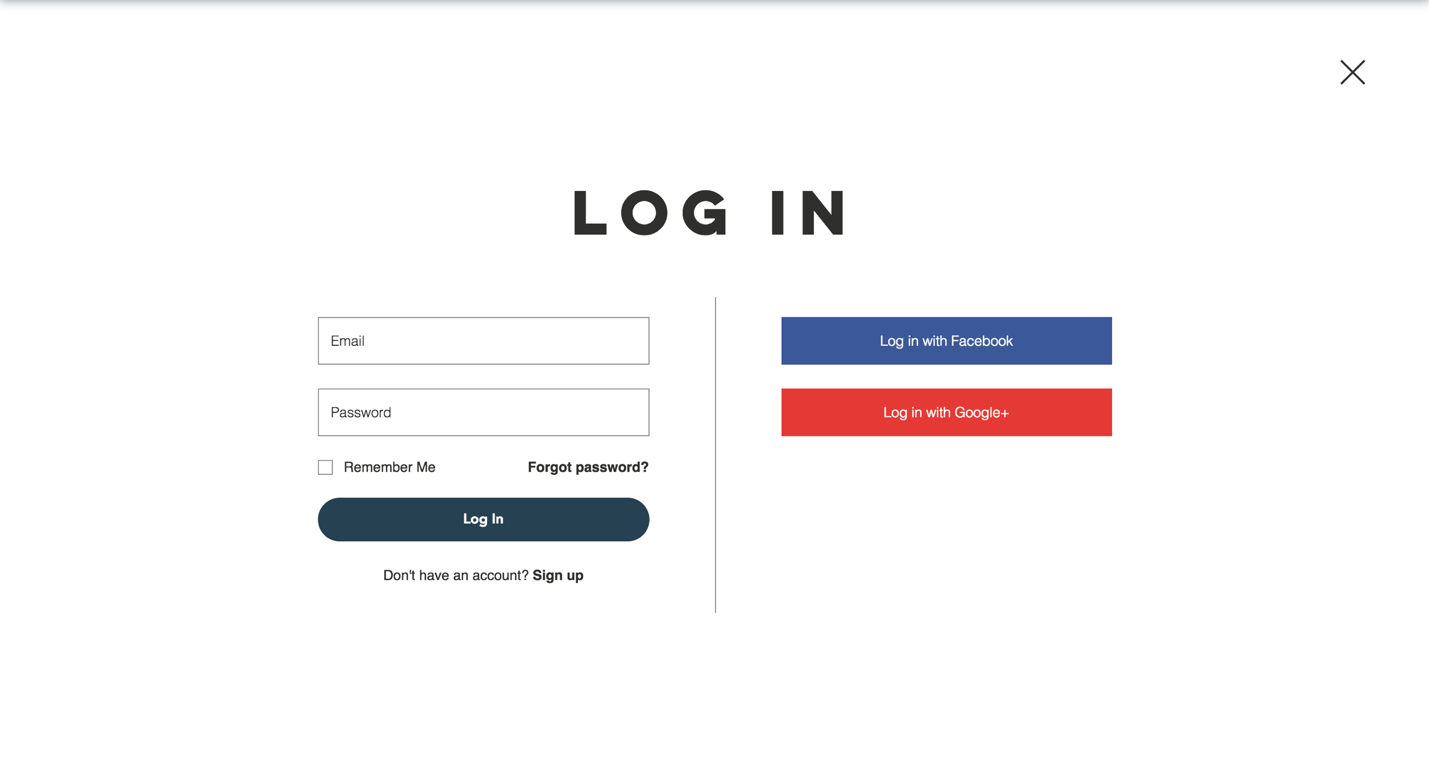 LOG IN
Email
Password
Remember Me
Forgot password?
Log In
Don't have an account? Sign up
Log in with Facebook
Log in with Google+